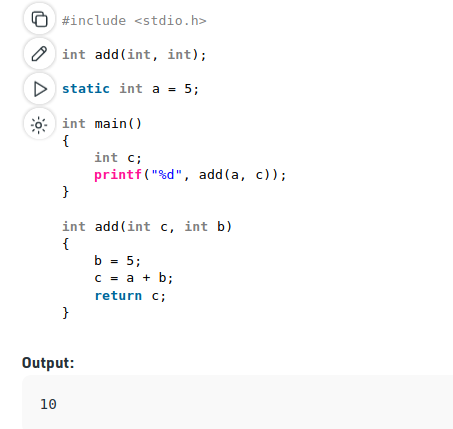 #include <stdio.h>
int add(int, int);
static int a = 5;
int main()
{
    int c;
    printf("%d", add(a, c));
}
int add(int c, int b)
{
    b = 5;
    c = a + b;
    return c;
}
Output:
10